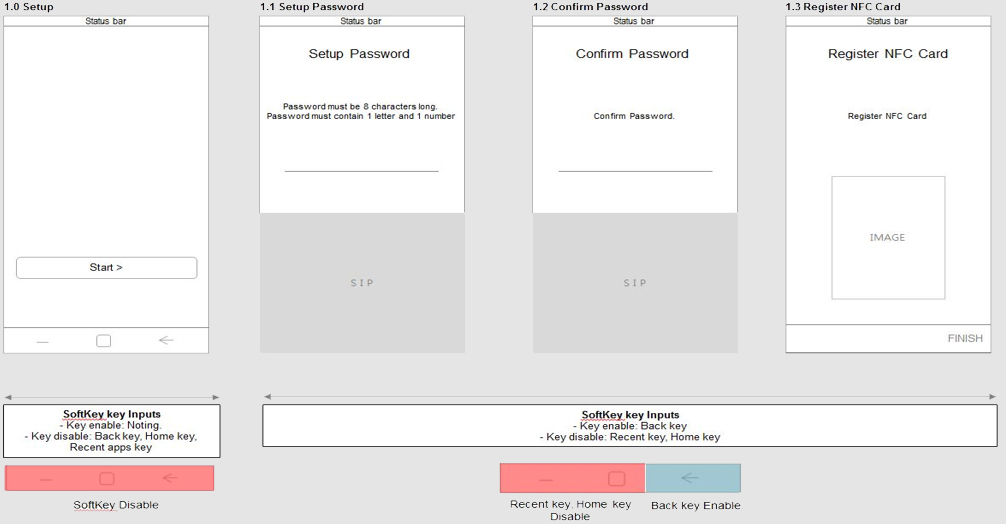 1.0 Setup
Status bar
Start >
SoftKey key Inputs
- Key enable: Noting.
- Key disable: Back key, Home key,
Recent apps key
SoftKey Disable
1.1 Setup Password
Status bar
Setup Password
Password must be 8 characters long.
Password must contain 1 letter and 1 number
SIP
1.2 Confirm Password
Status bar
Confirm Password
Confirm Password.
SIP
1.3 Register NFC Card
Status bar
Register NFC Card
Register NFC Card
IMAGE
FINISH
SoftKey key Inputs
- Key enable: Back key
- Key disable: Recent key, Home key
Recent key. Home key
Disable
Back key Enable